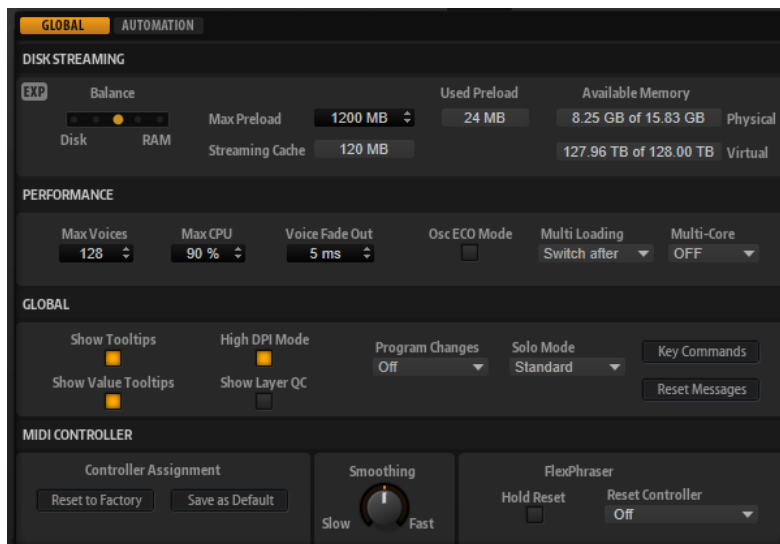 GLOBAL AUTOMATION
DISK STREAMING
EXP Balance Used Preload Available Memory
Max Preload 1200 MB 24 MB 8.25 GB of 15.83 GB Physical
Disk RAM
Streaming Cache 120 MB 127.96 TB of 128.00 TB Virtual
PERFORMANCE
Max Voices Max CPU Voice Fade Out Osc ECO Mode Multi Loading Multi-Core
128 90 % 5 ms Switch after OFF
GLOBAL
Show Tooltips High DPI Mode Program Changes Solo Mode Key Commands
Off Standard
Show Value Tooltips Show Layer QC Reset Messages
MIDI CONTROLLER
Controller Assignment Smoothing FlexPhraser
Reset to Factory Save as Default Hold Reset Reset Controller
Slow Fast Off